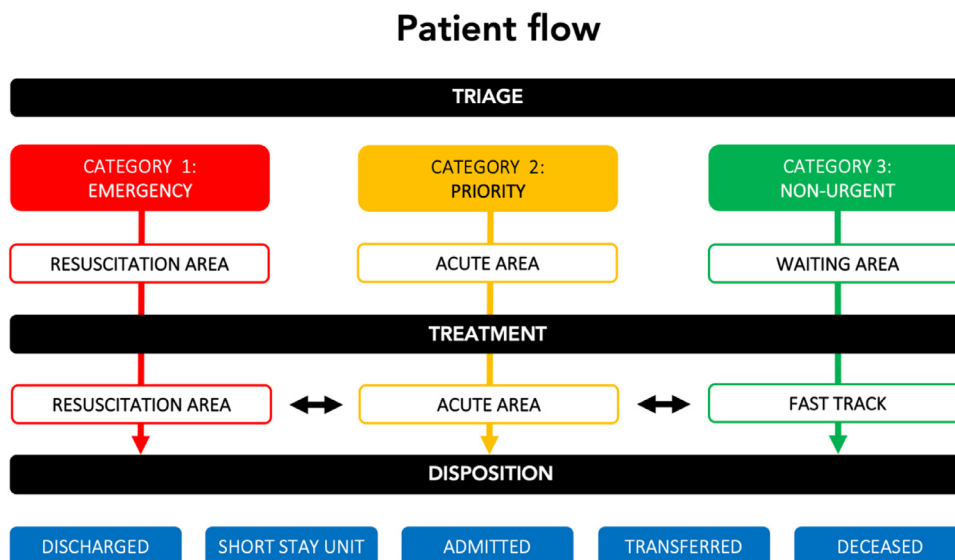 Patient flow
TRIAGE
CATEGORY 1:
EMERGENCY
CATEGORY 2:
PRIORITY
CATEGORY 3:
NON-URGENT
RESUSCITATION AREA
ACUTE AREA
WAITING AREA
TREATMENT
RESUSCITATION AREA
ACUTE AREA
FAST TRACK
DISPOSITION
DISCHARGED
SHORT STAY UNIT
ADMITTED
TRANSFERRED
DECEASED